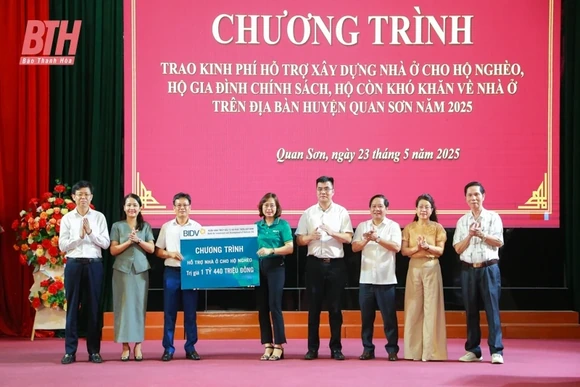 BTH
Báo Thanh Hóa
CHƯƠNG TRÌNH
TRAO KINH PHÍ HỖ TRỢ XÂY DỰNG NHÀ Ở CHO HỘ NGHÈO,
HỘ GIA ĐÌNH CHÍNH SÁCH, HỘ CÒN KHÓ KHĂN VỀ NHÀ Ở
TRÊN ĐỊA BÀN HUYỆN QUAN SƠN NĂM 2025
Quan Sơn, ngày 23 tháng 5 năm 2025
BIDV
CHƯƠNG TRÌNH
HỖ TRỢ NHÀ Ở CHO HỘ NGHÈO
Trị giá 1 TỶ 440 TRIỆU ĐỒNG